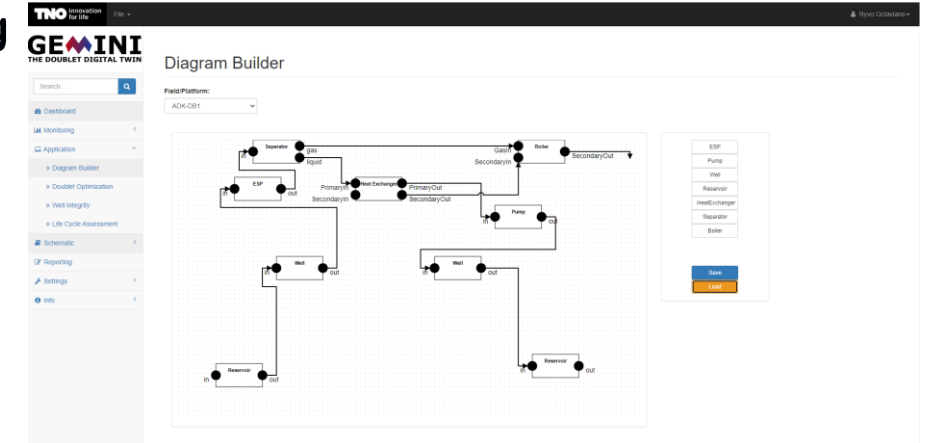 g
TNO innovation for life File
Ryvo Octaviano
GEMINI
THE DOUBLET DIGITAL TWIN
Search...
Dashboard
Monitoring
Application
» Diagram Builder
» Doublet Optimization
» Well Integrity
» Life Cycle Assessment
Schematic
Reporting
Settings
Info
Diagram Builder
Field/Platform:
ADK-DB1
in Separator gas
liquid
GasIn Boiler SecondaryOut
SecondaryIn
in ESP out
PrimaryIn Heat Exchanger PrimaryOut
SecondaryIn SecondaryOut
in Pump out
in Well out
in Well out
in Reservoir out
in Reservoir out
ESP
Pump
Well
Reservoir
HeatExchanger
Separator
Boiler
Save
Load